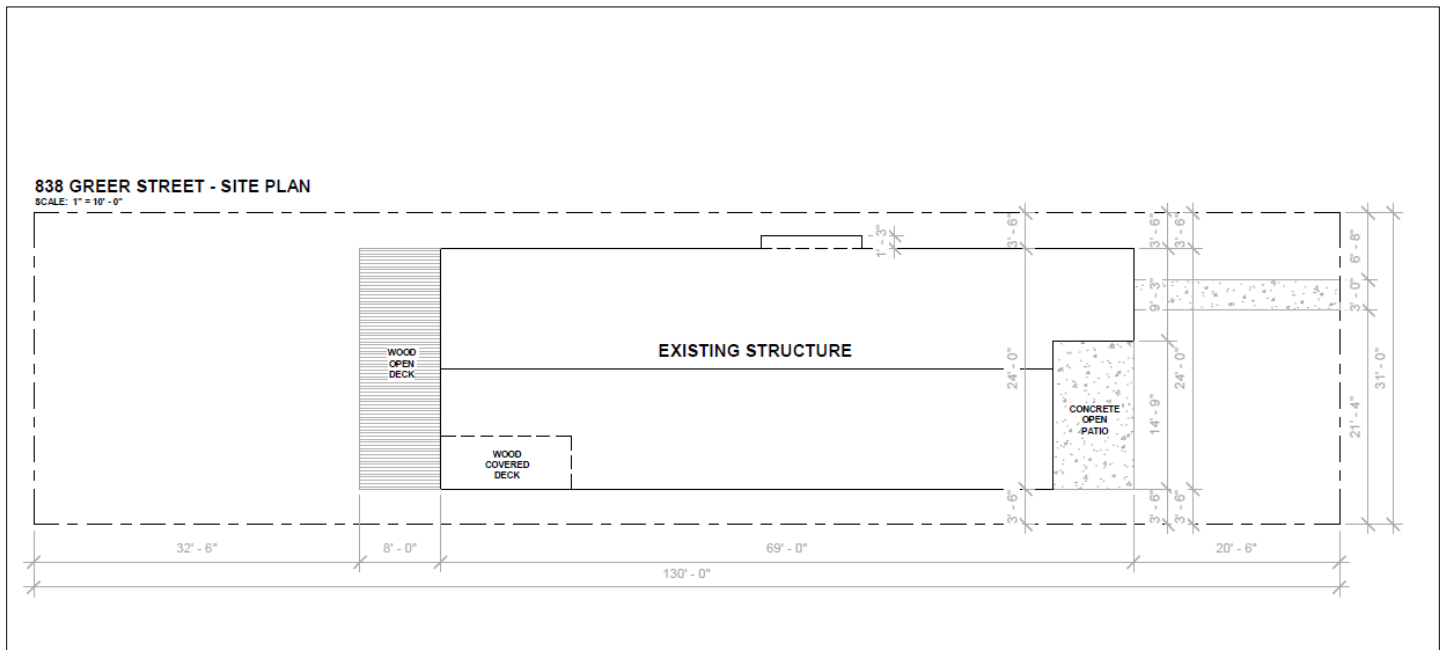 838 GREER STREET - SITE PLAN
SCALE: 1" = 10' - 0"
3' - 6"
3' - 6"
3' - 6"
1' - 3"
6' - 8"
9' - 3"
3' - 0"
WOOD
OPEN
DECK
EXISTING STRUCTURE
24' - 0"
24' - 0"
31' - 0"
CONCRETE
OPEN
PATIO
14' - 9"
21' - 4"
WOOD
COVERED
DECK
3' - 6"
3' - 6"
3' - 6"
32' - 6"
8' - 0"
69' - 0"
20' - 6"
130' - 0"